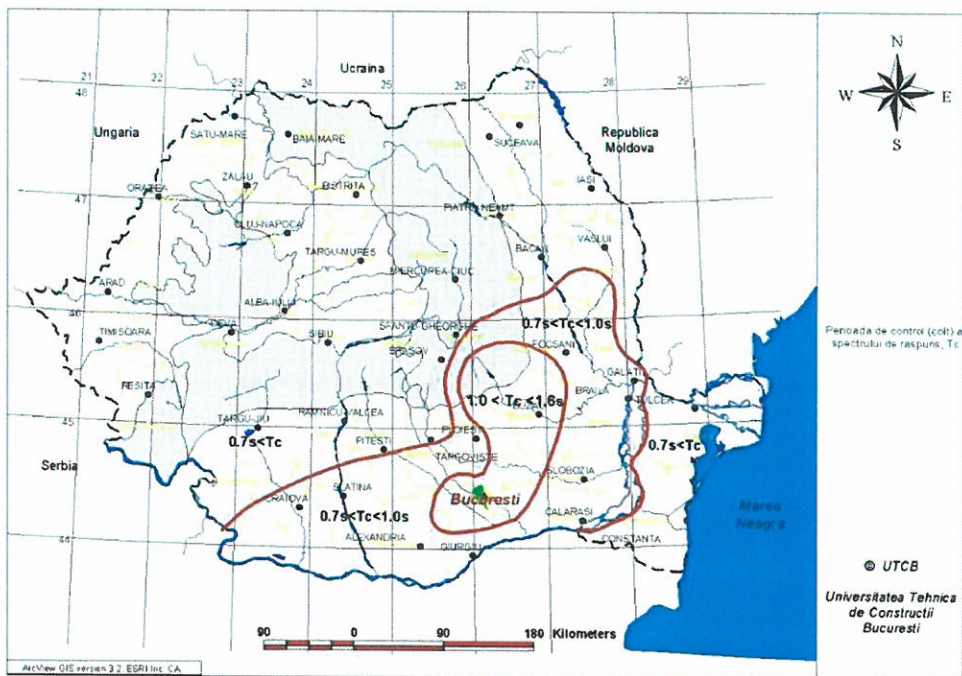 N
W E
S
Ucraina
21 22 23 24 25 26 27 28 29
48
Ungaria
Republica
Moldova
SATU-MARE
BAIA-MARE
SUCEAVA
ZALAU
BISTRITA
IASI
ORADEA
47
PIATRA-NEAMT
CLUJ-NAPOCA
BACAU
VASLUI
TARGU-MURES
MIERCUREA-CIUC
ARAD
ALBA-IULIA
46
0.7s<Tc<1.0s
TIMISOARA
DEVA
SIBIU
SFANTU-GHEORGHE
FOCSANI
Perioada de control (colt) a
spectrului de raspuns, Tc
BRASOV
GALATI
RESITA
1.0 < Tc <1.6s
BRAILA
TULCEA
TARGU-JIU
RAMNICU-VALCEA
45
0.7s<Tc
PITESTI
PLOIESTI
0.7s<Tc
Serbia
TARGOVISTE
SLOBOZIA
SLATINA
Bucuresti
CRAIOVA
0.7s<Tc<1.0s
CALARASI
Marea
Neagra
ALEXANDRIA
GIURGIU
CONSTANTA
44
© UTCB
Universitatea Tehnica
de Constructii
Bucuresti
90 0 90 180 Kilometers
ArcView GIS version 3.2, ESRI Inc. CA